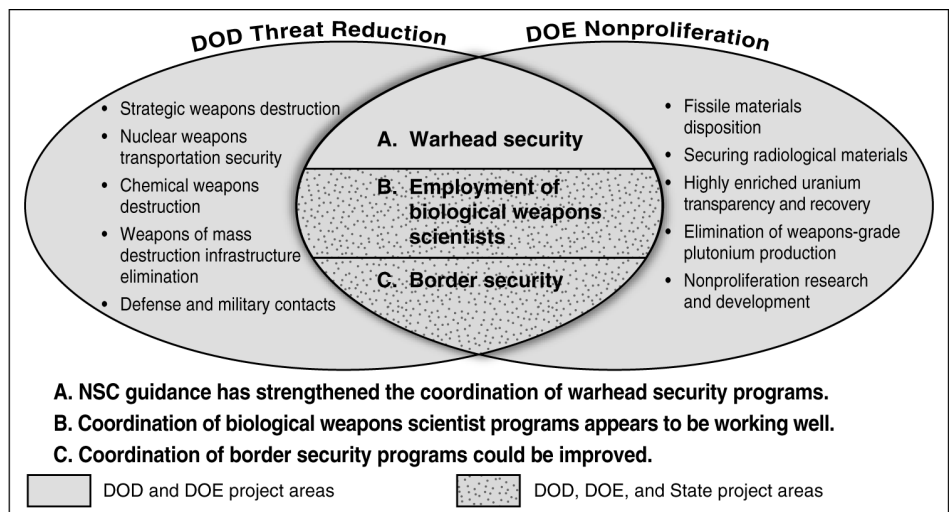 DOD Threat Reduction
DOE Nonproliferation
• Strategic weapons destruction
• Nuclear weapons
transportation security
• Chemical weapons
destruction
• Weapons of mass
destruction infrastructure
elimination
• Defense and military contacts
A. Warhead security
B. Employment of
biological weapons
scientists
C. Border security
• Fissile materials
disposition
• Securing radiological materials
• Highly enriched uranium
transparency and recovery
• Elimination of weapons-grade
plutonium production
• Nonproliferation research
and development
A. NSC guidance has strengthened the coordination of warhead security programs.
B. Coordination of biological weapons scientist programs appears to be working well.
C. Coordination of border security programs could be improved.
DOD and DOE project areas
DOD, DOE, and State project areas